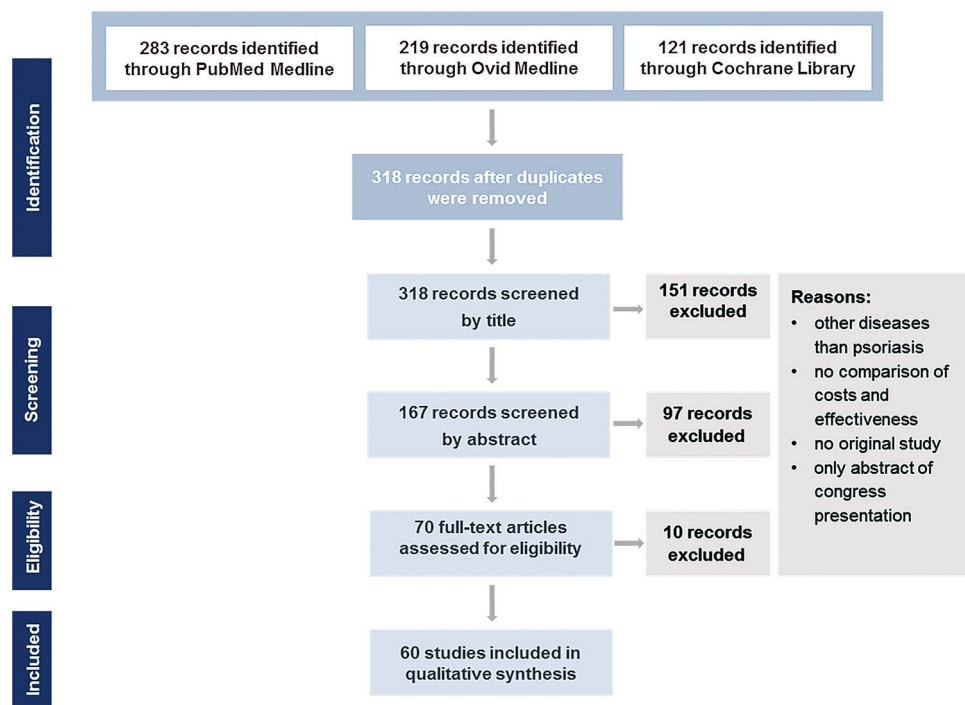 283 records identified
through PubMed Medline
219 records identified
through Ovid Medline
121 records identified
through Cochrane Library
Identification
318 records after duplicates
were removed
Screening
318 records screened
by title
151 records
excluded
167 records screened
by abstract
97 records
excluded
Reasons:
• other diseases
than psoriasis
• no comparison of
costs and
effectiveness
• no original study
• only abstract of
congress
presentation
Eligibility
70 full-text articles
assessed for eligibility
10 records
excluded
Included
60 studies included in
qualitative synthesis